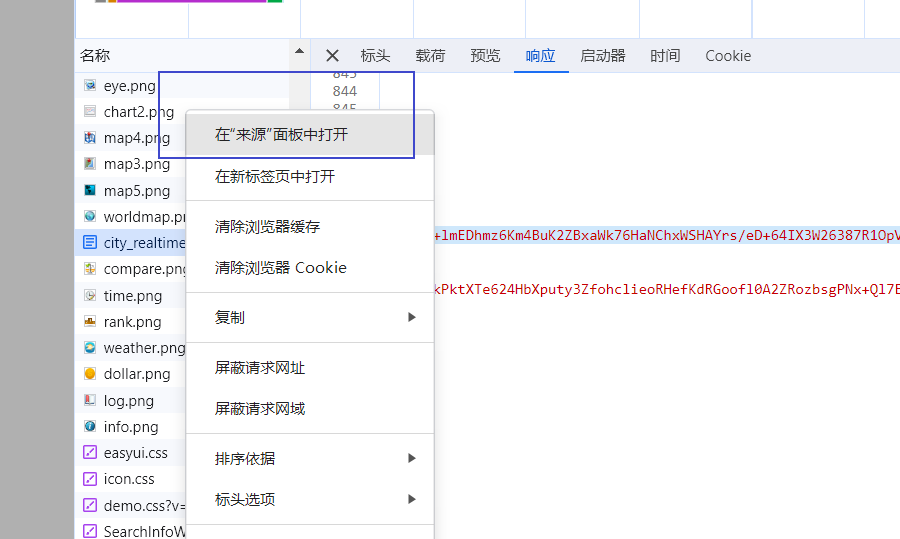 名称
标头 载荷 预览 响应 启动器 时间 Cookie
eye.png
chart2.png
map4.png
map3.png
map5.png
worldmap.pn
city_realtime
compare.png
time.png
rank.png
weather.png
dollar.png
log.png
info.png
easyui.css
icon.css
demo.css?v=
SearchInfoW
844
845
在“来源”面板中打开
在新标签页中打开
清除浏览器缓存
清除浏览器 Cookie
复制
屏蔽请求网址
屏蔽请求网域
排序依据
标头选项
+lmEDhmz6Km4BuK2ZBxaWk76HaNChxWSHAYrs/eD+64IX3W26387R1OpV
kPktXTe624HbXputy3ZfohclieoRHefKdRGoofl0A2ZRozbsgPNx+Ql7E